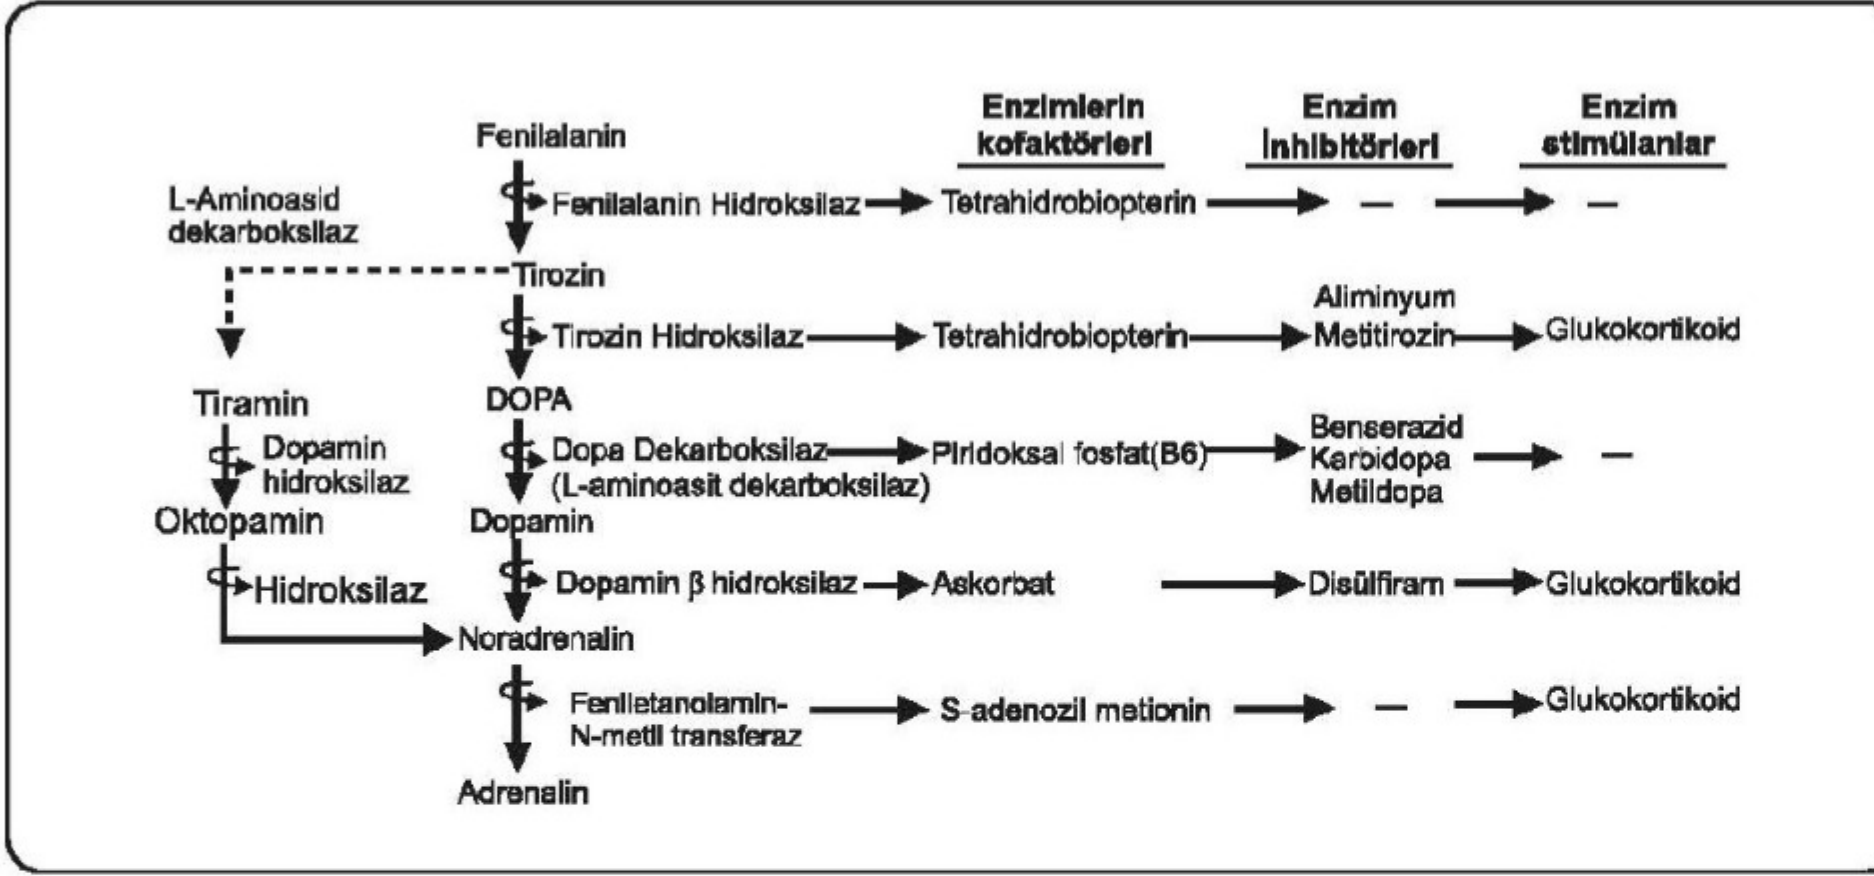 Enzimlerin
kofaktörleri
Enzim
İnhibitörleri
Enzim
stimülanlar
Fenilalanin
Fenilalanin Hidroksilaz
Tetrahidrobiopterin
–
–
L-Aminoasid
dekarboksilaz
Tirozin
Tirozin Hidroksilaz
Tetrahidrobiopterin
Aliminyum
Metitirozin
Glukokortikoid
Tiramin
DOPA
Dopamin
hidroksilaz
Dopa Dekarboksilaz
(L-aminoasit dekarboksilaz)
Piridoksal fosfat(B6)
Benserazid
Karbidopa
Metildopa
–
Oktopamin
Dopamin
Hidroksilaz
Dopamin β hidroksilaz
Askorbat
Disülfiram
Glukokortikoid
Noradrenalin
Feniletanolamin-
N-metil transferaz
S-adenozil metionin
–
Glukokortikoid
Adrenalin